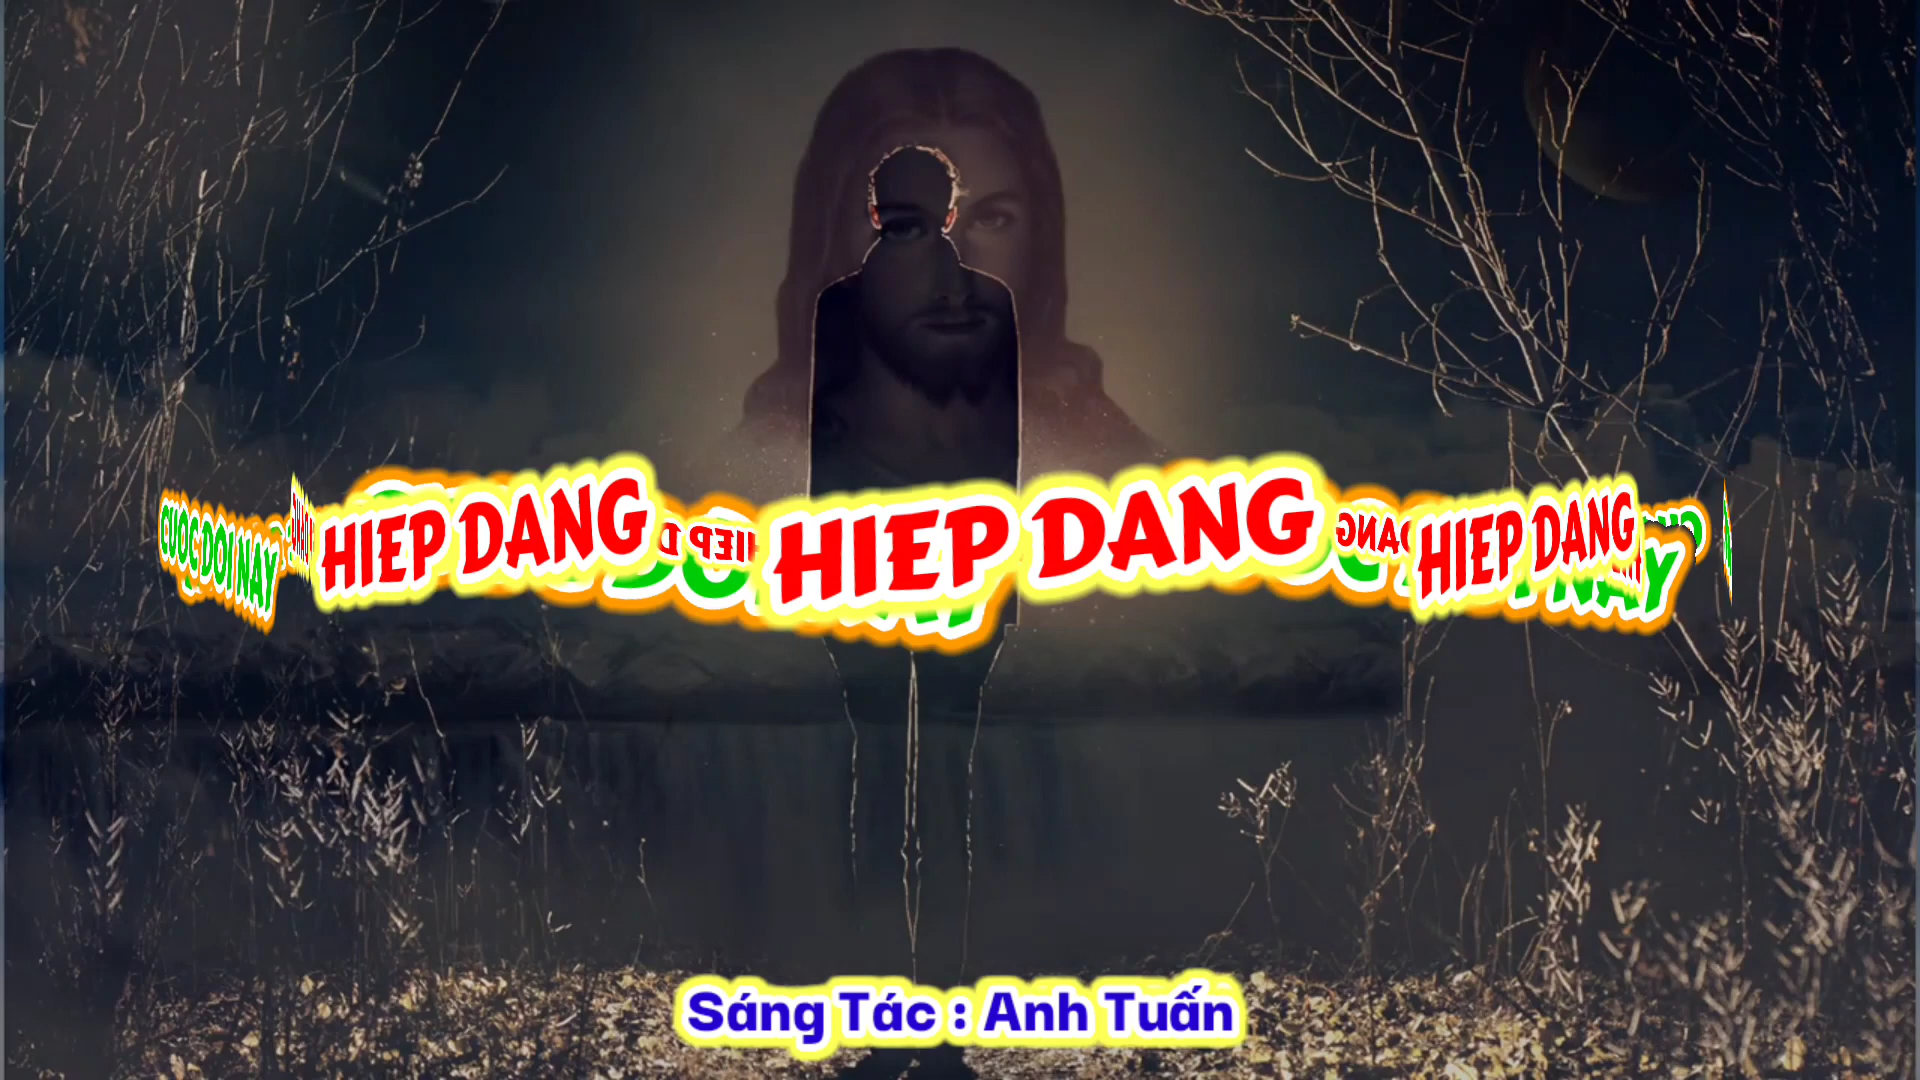 CUOC DOI NAY HIEP DANG HIEP DANG HIEP DANG
Sáng Tác : Anh Tuấn